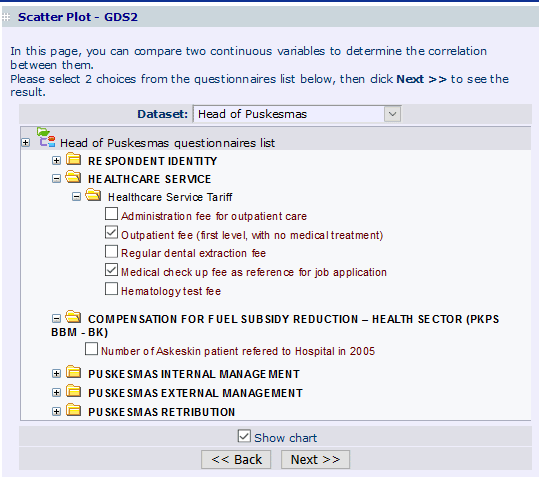 Scatter Plot - GDS2
In this page, you can compare two continuous variables to determine the correlation
between them.
Please select 2 choices from the questionnaires list below, then click Next >> to see the
result.
Dataset: Head of Puskesmas
Head of Puskesmas questionnaires list
RESPONDENT IDENTITY
HEALTHCARE SERVICE
Healthcare Service Tariff
Administration fee for outpatient care
Outpatient fee (first level, with no medical treatment)
Regular dental extraction fee
Medical check up fee as reference for job application
Hematology test fee
COMPENSATION FOR FUEL SUBSIDY REDUCTION – HEALTH SECTOR (PKPS
BBM - BK)
Number of Askeskin patient refered to Hospital in 2005
PUSKESMAS INTERNAL MANAGEMENT
PUSKESMAS EXTERNAL MANAGEMENT
PUSKESMAS RETRIBUTION
Show chart
<< Back Next >>